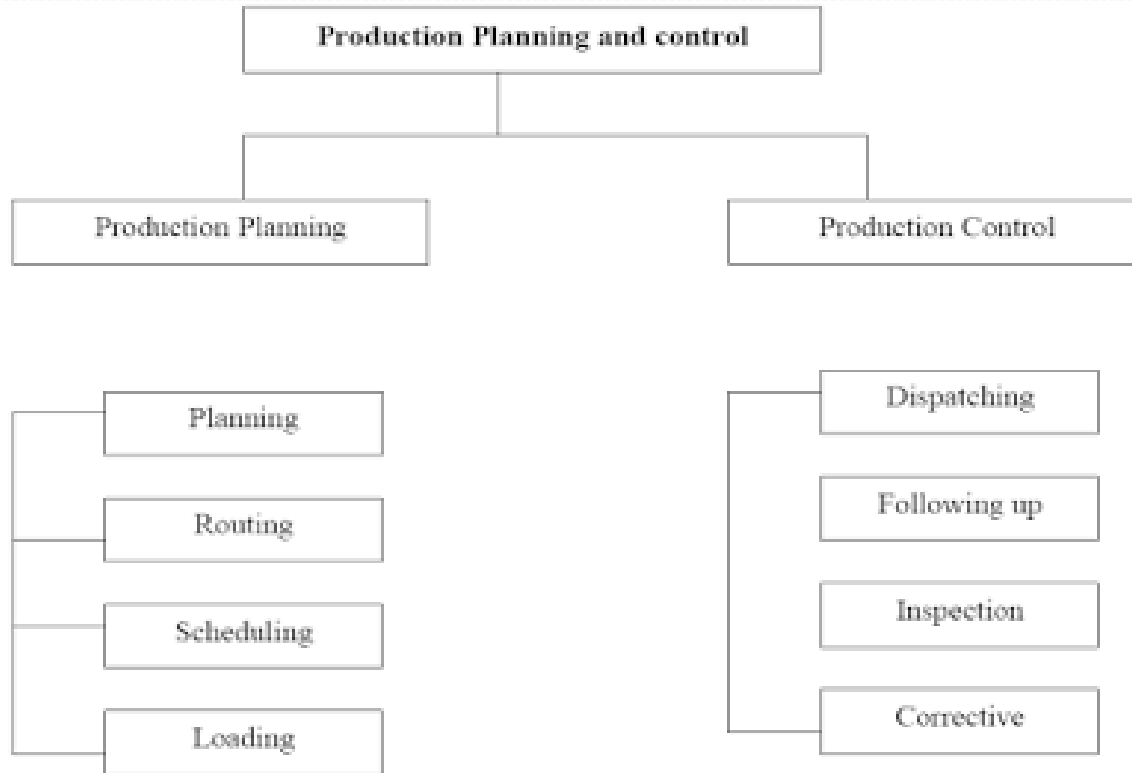 Production Planning and control
Production Planning
Production Control
Planning
Routing
Scheduling
Loading
Dispatching
Following up
Inspection
Corrective